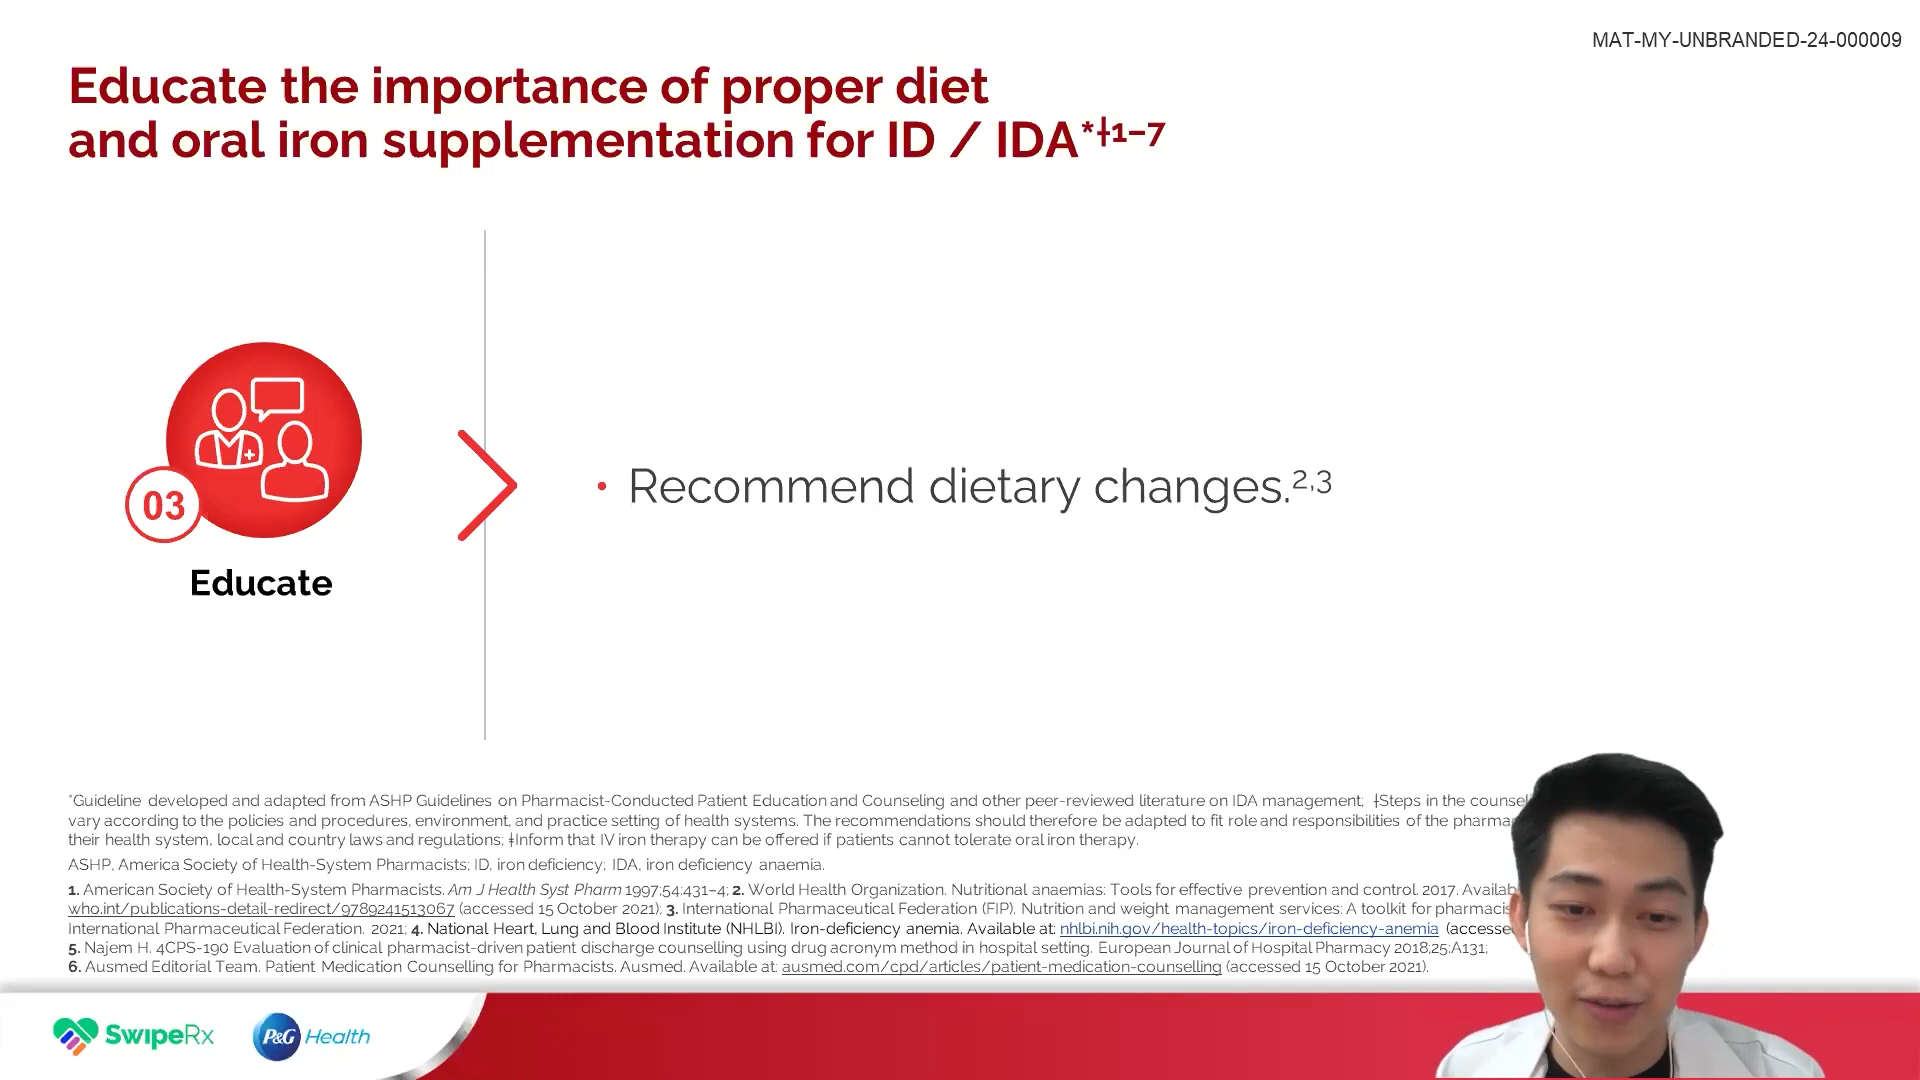 MAT-MY-UNBRANDED-24-000009
Educate the importance of proper diet
and oral iron supplementation for ID / IDA*ƚ1–7
03
Educate
• Recommend dietary changes.2,3
*Guideline developed and adapted from ASHP Guidelines on Pharmacist-Conducted Patient Education and Counseling and other peer-reviewed literature on IDA management; ƚSteps in the
vary according to the policies and procedures, environment, and practice setting of health systems. The recommendations should therefore be adapted to fit role and responsibilities of the
their health system, local and country laws and regulations; ǂInform that IV iron therapy can be offered if patients cannot tolerate oral iron therapy.
ASHP, America Society of Health-System Pharmacists; ID, iron deficiency; IDA, iron deficiency anaemia.
1. American Society of Health-System Pharmacists. Am J Health Syst Pharm 1997;54:431–4; 2. World Health Organization. Nutritional anaemias: Tools for effective prevention and control. 2017.
who.int/publications-detail-redirect/9789241513067 (accessed 15 October 2021); 3. International Pharmaceutical Federation (FIP). Nutrition and weight management services: A toolkit for
International Pharmaceutical Federation. 2021; 4. National Heart, Lung and Blood Institute (NHLBI). Iron-deficiency anemia. Available at: nhlbi.nih.gov/health-topics/iron-deficiency-anemia
5. Najem H. 4CPS-190 Evaluation of clinical pharmacist-driven patient discharge counselling using drug acronym method in hospital setting. European Journal of Hospital Pharmacy 2018;25:A131;
6. Ausmed Editorial Team. Patient Medication Counselling for Pharmacists. Ausmed. Available at: ausmed.com/cpd/articles/patient-medication-counselling (accessed 15 October 2021).
SwipeRx
P&G Health